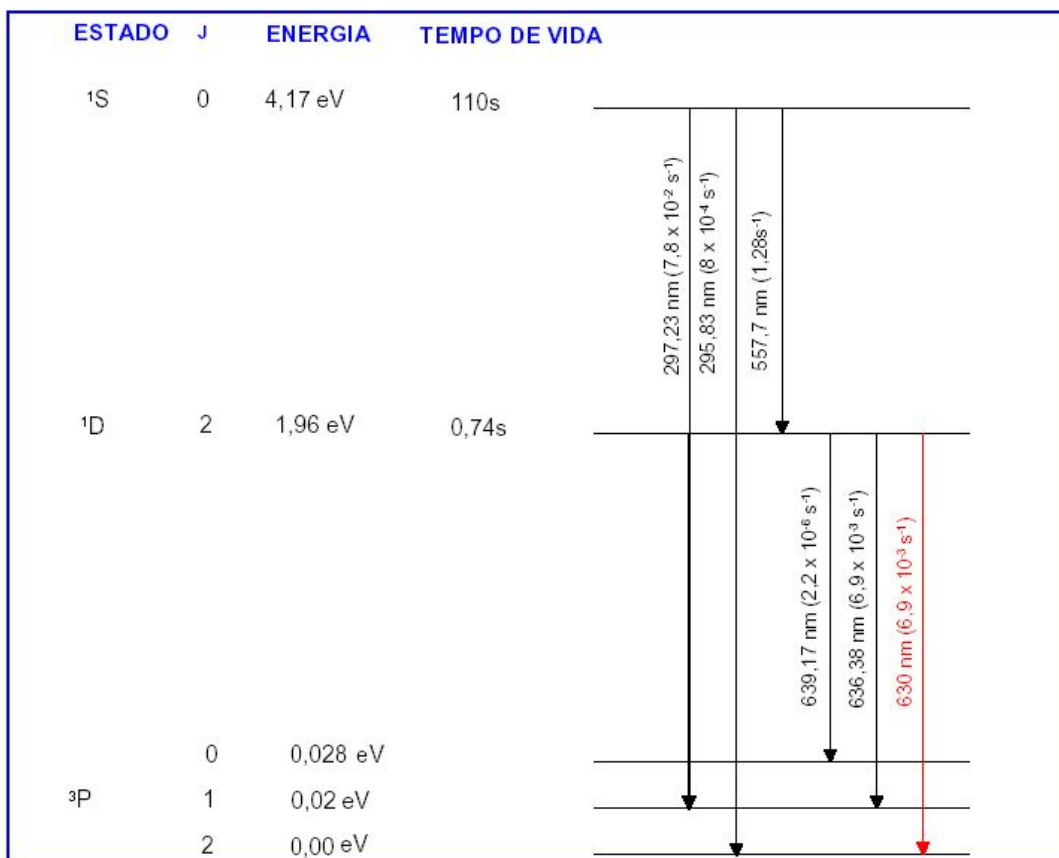 ESTADO J ENERGIA TEMPO DE VIDA
¹S 0 4,17 eV 110s
297,23 nm (7,8 x 10⁻² s⁻¹)
295,83 nm (8 x 10⁻⁴ s⁻¹)
557,7 nm (1,28s⁻¹)
¹D 2 1,96 eV 0,74s
639,17 nm (2,2 x 10⁻⁶ s⁻¹)
636,38 nm (6,9 x 10⁻³ s⁻¹)
630 nm (6,9 x 10⁻³ s⁻¹)
0 0,028 eV
³P 1 0,02 eV
2 0,00 eV